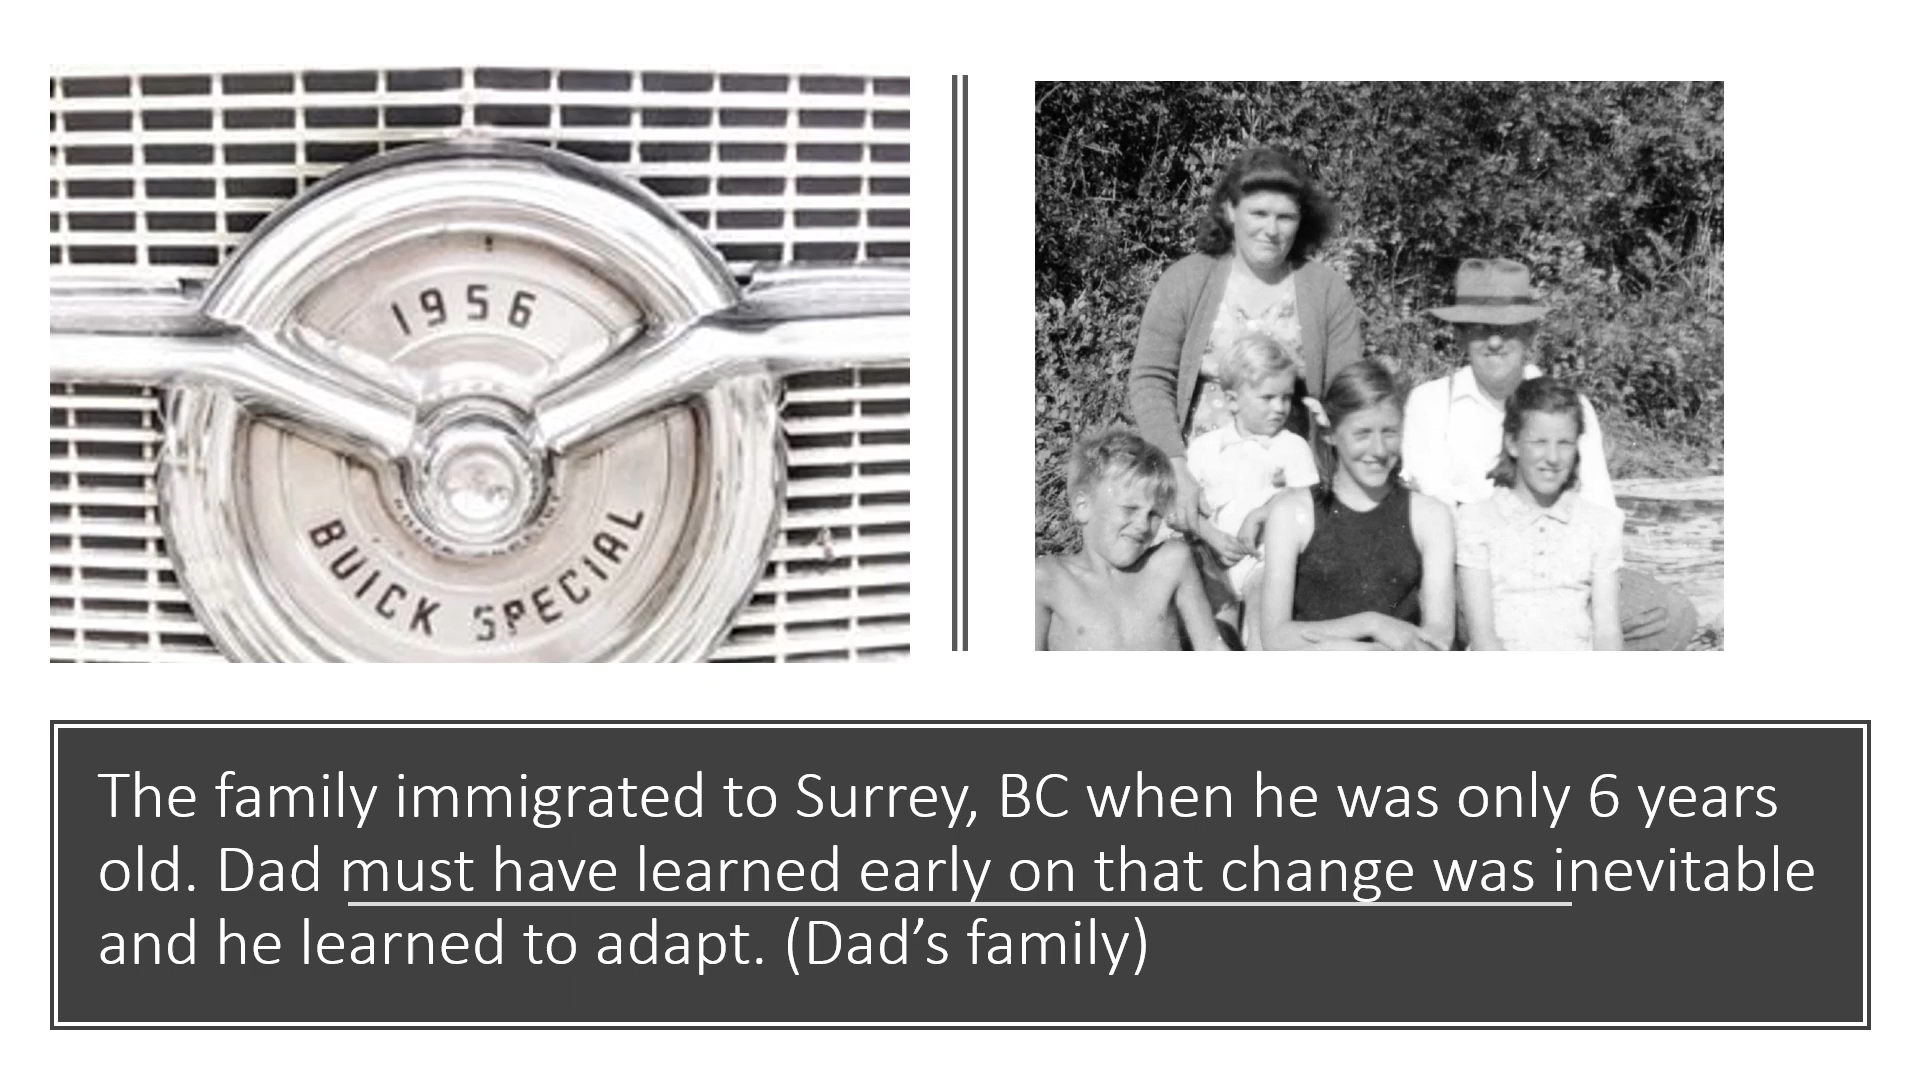 1956
BUICK SPECIAL
The family immigrated to Surrey, BC when he was only 6 years
old. Dad must have learned early on that change was inevitable
and he learned to adapt. (Dad’s family)